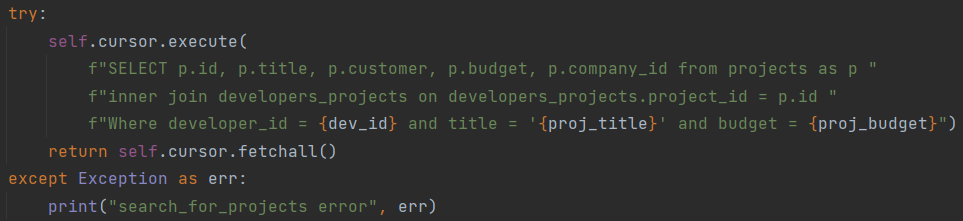 try:
    self.cursor.execute(
        f"SELECT p.id, p.title, p.customer, p.budget, p.company_id from projects as p "
        f"inner join developers_projects on developers_projects.project_id = p.id "
        f"Where developer_id = {dev_id} and title = '{proj_title}' and budget = {proj_budget}")
    return self.cursor.fetchall()
except Exception as err:
    print("search_for_projects error", err)